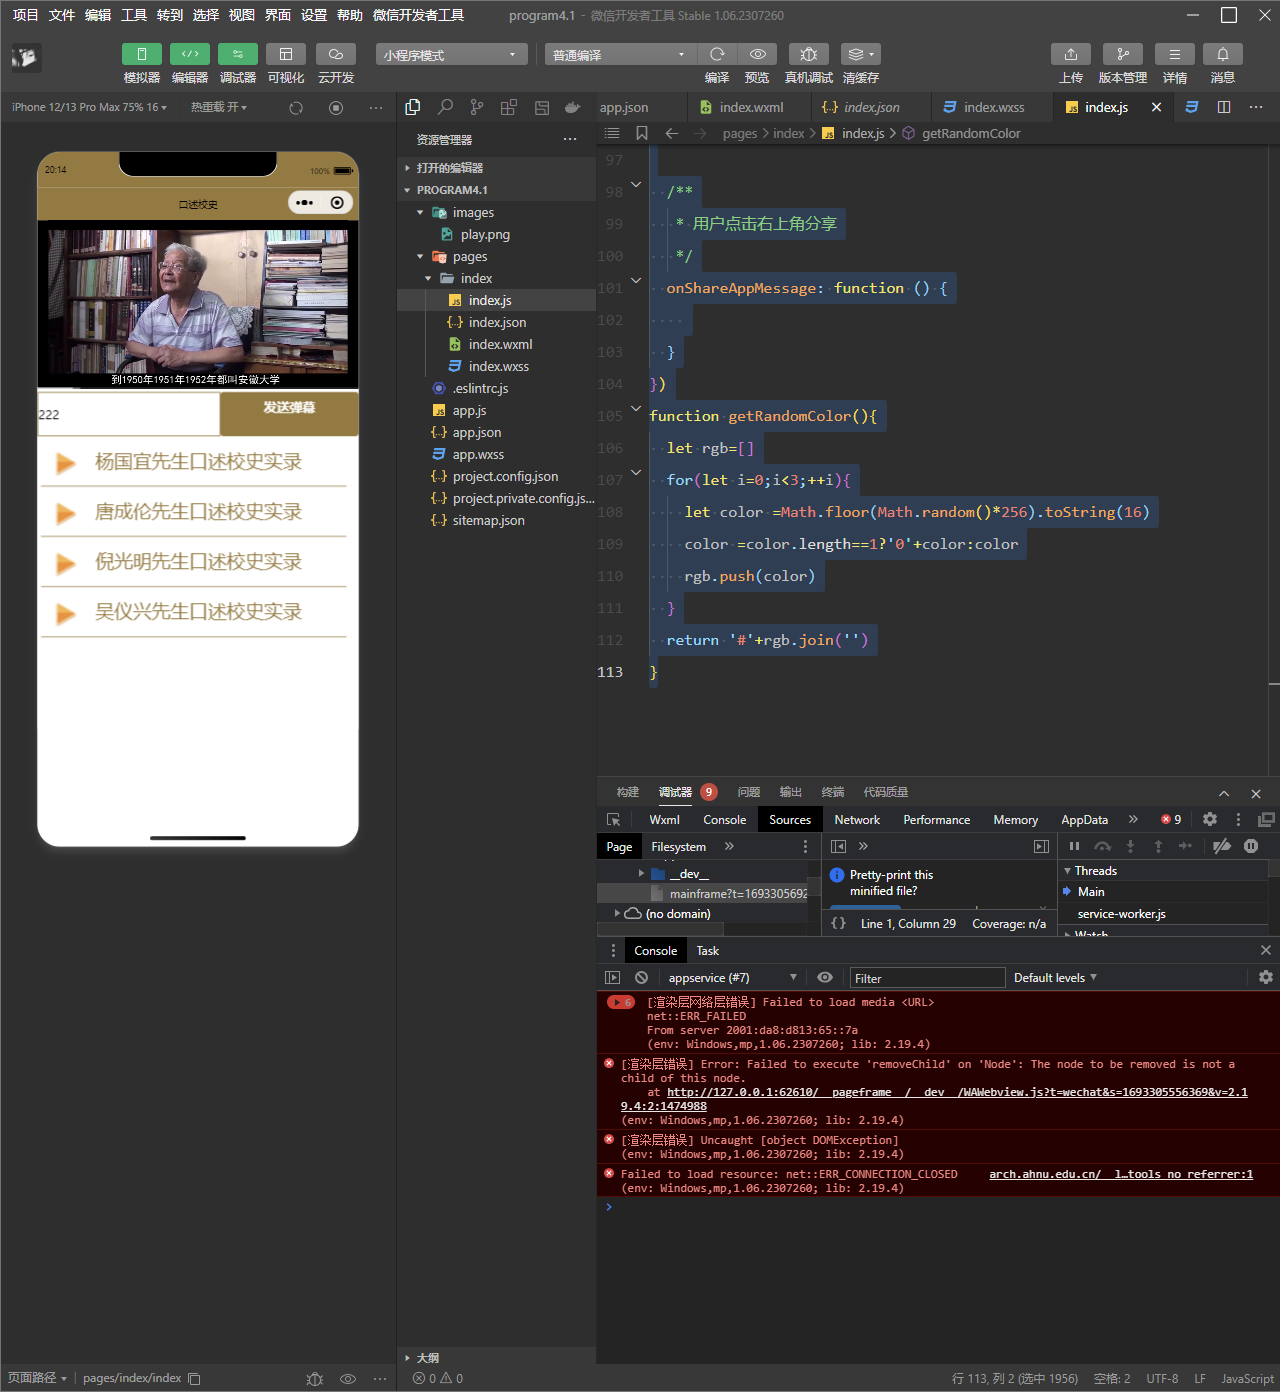 项目 文件 编辑 工具 转到 选择 视图 界面 设置 帮助 微信开发者工具 program4.1 - 微信开发者工具 Stable 1.06.2307260
模拟器 编辑器 调试器 可视化 云开发
小程序模式 普通编译
编译 预览 真机调试 清缓存
上传 版本管理 详情 消息
iPhone 12/13 Pro Max 75% 16 热重载 开
20:14 100%
口述校史
到1950年1951年1952年都叫安徽大学
222 发送弹幕
杨国宜先生口述校史实录
唐成伦先生口述校史实录
倪光明先生口述校史实录
吴仪兴先生口述校史实录
资源管理器
打开的编辑器
PROGRAM4.1
images
play.png
pages
index
index.js
index.json
index.wxml
index.wxss
.eslintrc.js
app.js
app.json
app.wxss
project.config.json
project.private.config.js...
sitemap.json
大纲
app.json index.wxml index.json index.wxss index.js
pages > index > index.js > getRandomColor
97
98 /**
99 * 用户点击右上角分享
100 */
101 onShareAppMessage: function () {
102
103 }
104 })
105 function getRandomColor(){
106 let rgb=[]
107 for(let i=0;i<3;++i){
108 let color =Math.floor(Math.random()*256).toString(16)
109 color =color.length==1?'0'+color:color
110 rgb.push(color)
111 }
112 return '#'+rgb.join('')
113 }
构建 调试器 9 问题 输出 终端 代码质量
Wxml Console Sources Network Performance Memory AppData » 9
Page Filesystem »
__dev__
mainframe?t=1693305692
(no domain)
»
Pretty-print this
minified file?
{} Line 1, Column 29 Coverage: n/a
Threads
Main
service-worker.js
Watch
Console Task
appservice (#7) Filter Default levels
6 [渲染层网络层错误] Failed to load media <URL>
net::ERR_FAILED
From server 2001:da8:d813:65::7a
(env: Windows,mp,1.06.2307260; lib: 2.19.4)
[渲染层错误] Error: Failed to execute 'removeChild' on 'Node': The node to be removed is not a
child of this node.
at http://127.0.0.1:62610/__pageframe__/__dev__/WAWebview.js?t=wechat&s=1693305556369&v=2.1
9.4:2:1474988
(env: Windows,mp,1.06.2307260; lib: 2.19.4)
[渲染层错误] Uncaught [object DOMException]
(env: Windows,mp,1.06.2307260; lib: 2.19.4)
Failed to load resource: net::ERR_CONNECTION_CLOSED arch.ahnu.edu.cn/__l…tools_no_referrer:1
(env: Windows,mp,1.06.2307260; lib: 2.19.4)
页面路径 pages/index/index
0 0 行 113, 列 2 (选中 1956) 空格: 2 UTF-8 LF JavaScript